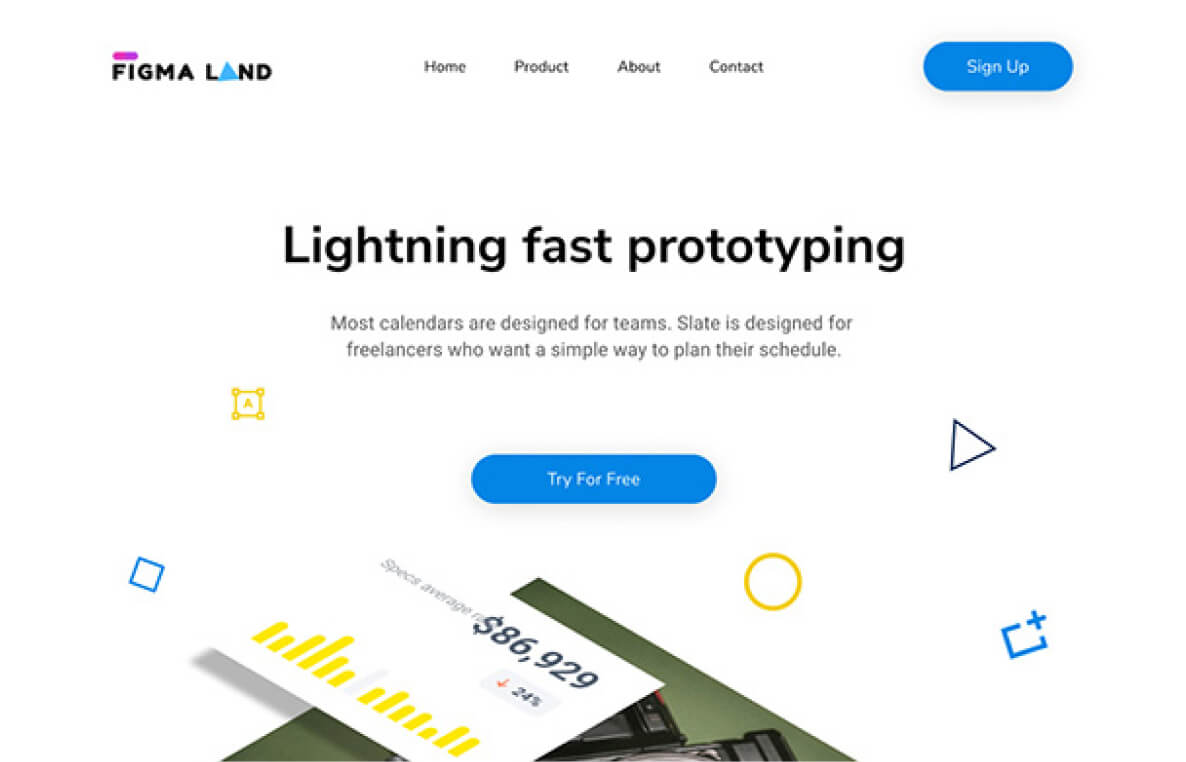 FIGMA LAND
Home
Product
About
Contact
Sign Up
Lightning fast prototyping
Most calendars are designed for teams. Slate is designed for
freelancers who want a simple way to plan their schedule.
A
Try For Free
Specs average
$86,929
24%